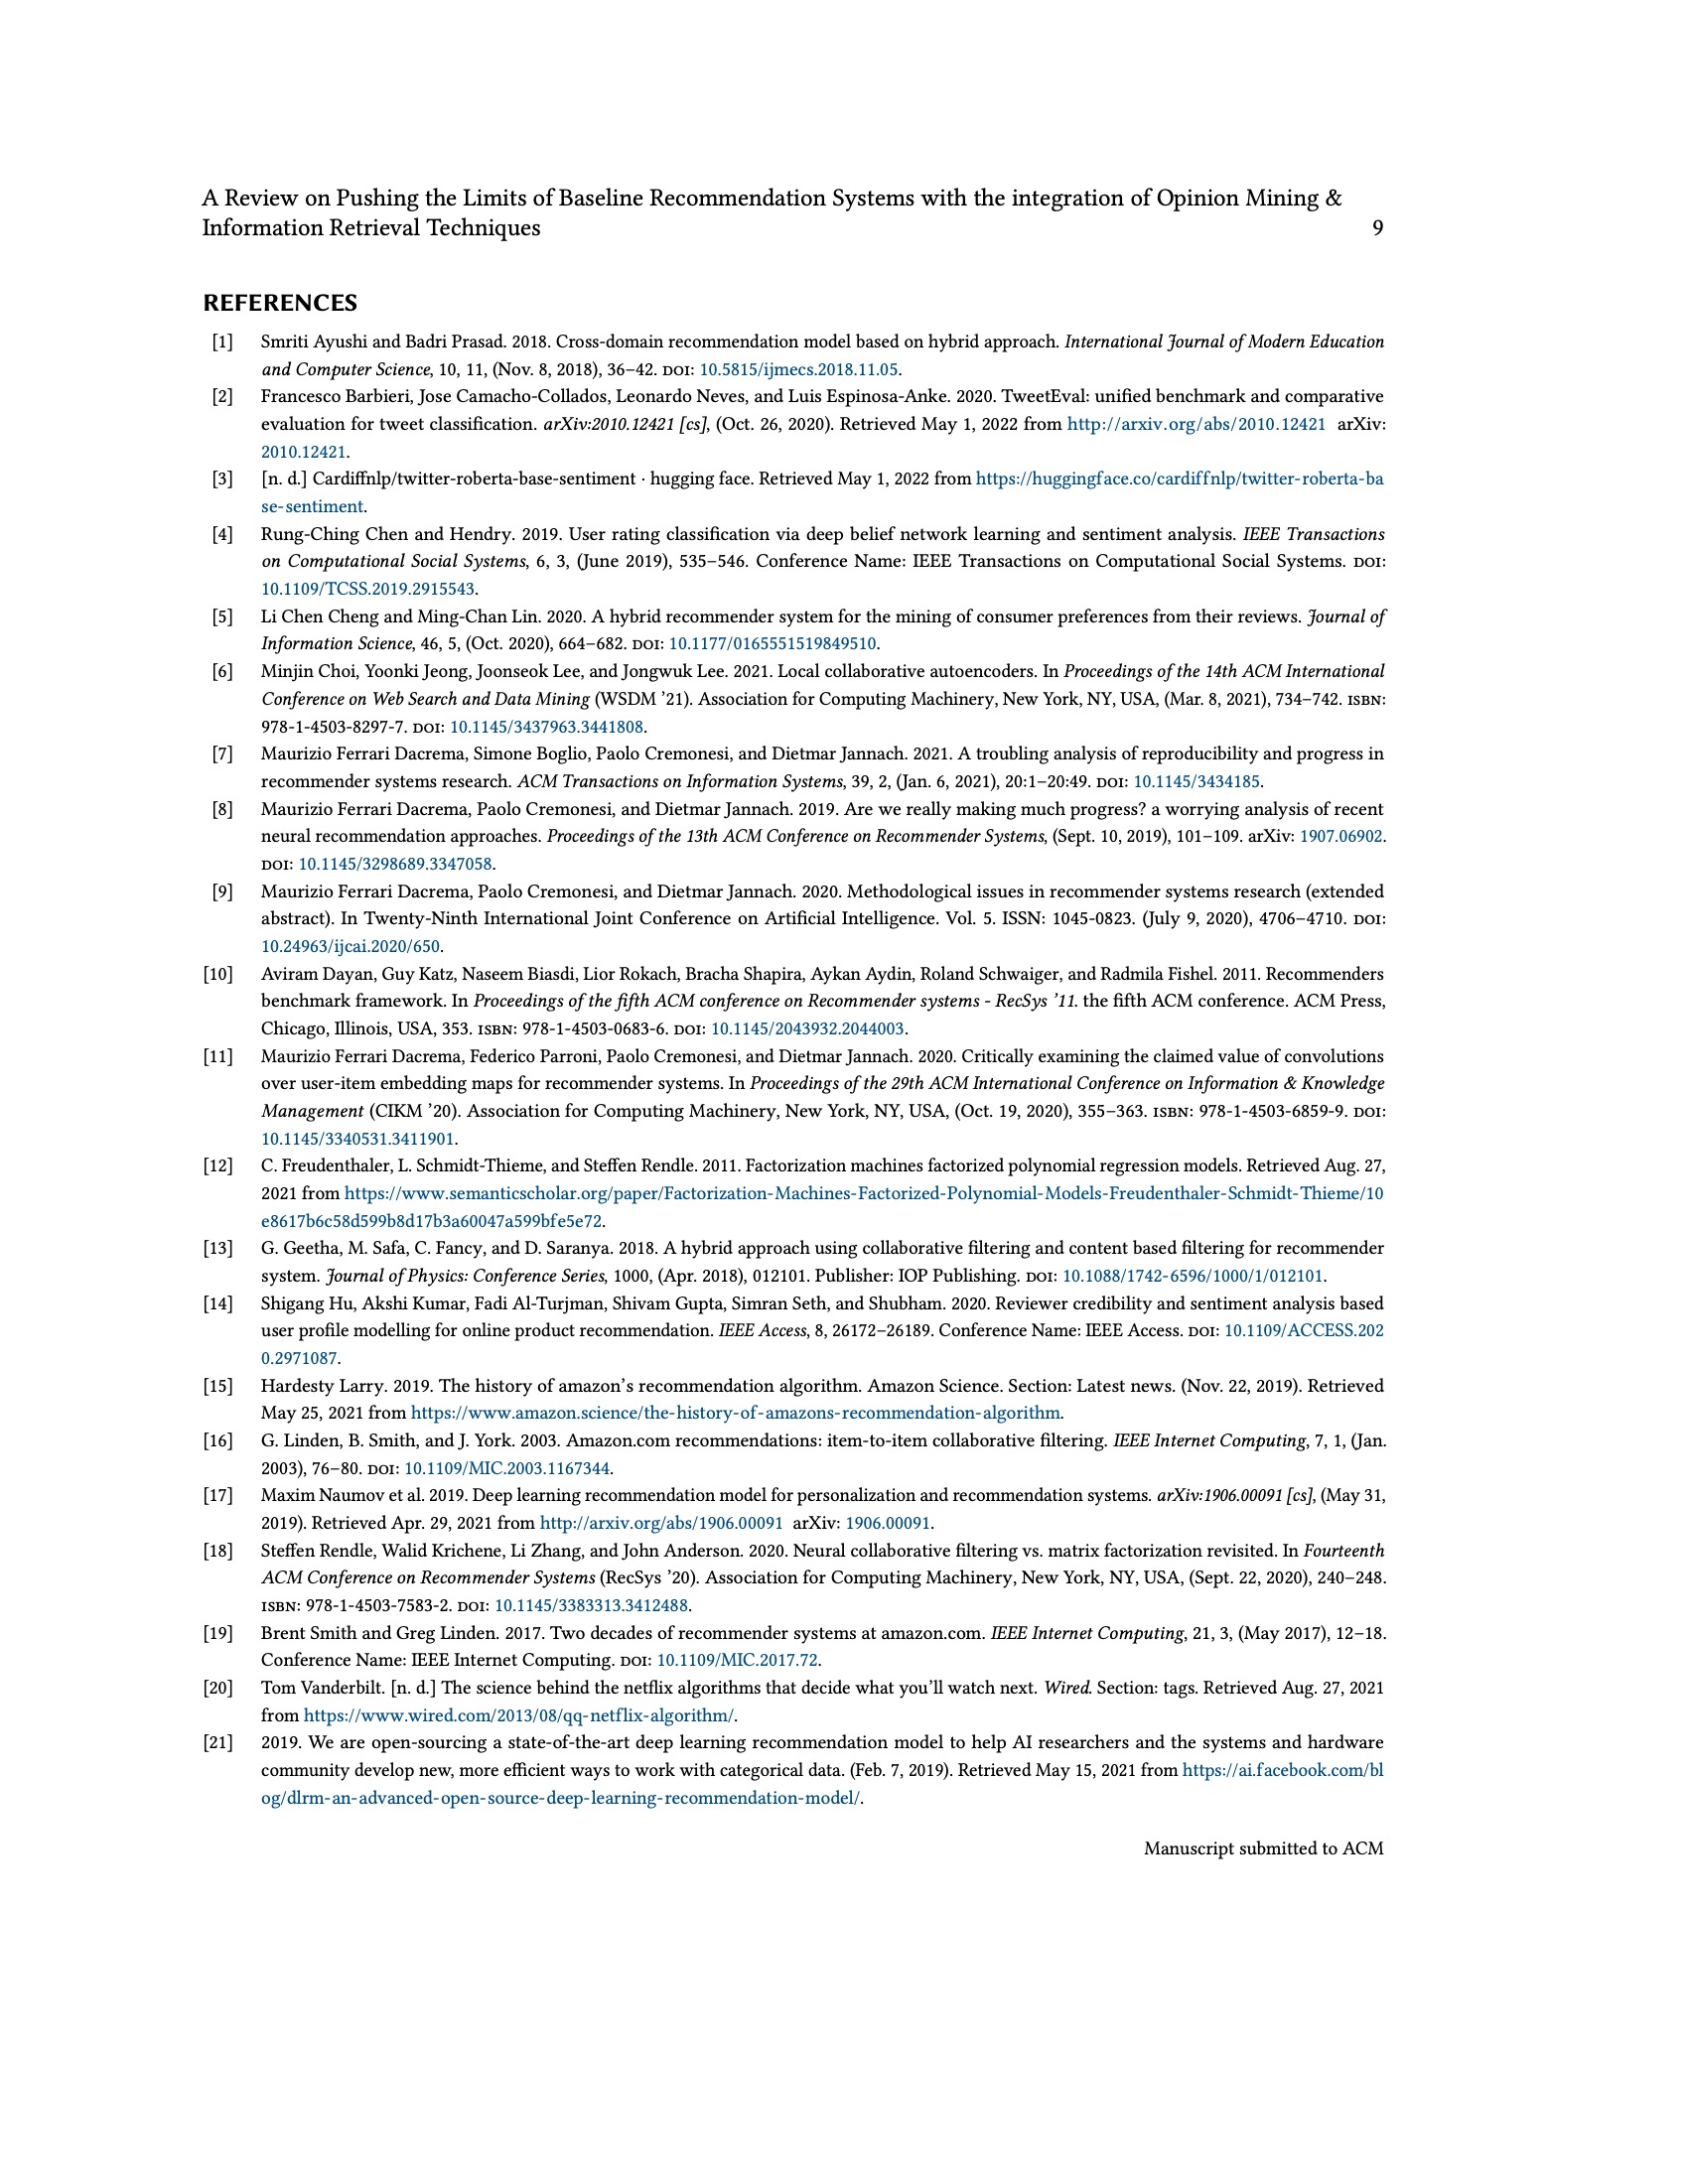 A Review on Pushing the Limits of Baseline Recommendation Systems with the integration of Opinion Mining &
Information Retrieval Techniques 9
REFERENCES
[1] Smriti Ayushi and Badri Prasad. 2018. Cross-domain recommendation model based on hybrid approach. International Journal of Modern Education
and Computer Science, 10, 11, (Nov. 8, 2018), 36–42. DOI: 10.5815/ijmecs.2018.11.05.
[2] Francesco Barbieri, Jose Camacho-Collados, Leonardo Neves, and Luis Espinosa-Anke. 2020. TweetEval: unified benchmark and comparative
evaluation for tweet classification. arXiv:2010.12421 [cs], (Oct. 26, 2020). Retrieved May 1, 2022 from http://arxiv.org/abs/2010.12421 arXiv:
2010.12421.
[3] [n. d.] Cardiffnlp/twitter-roberta-base-sentiment · hugging face. Retrieved May 1, 2022 from https://huggingface.co/cardiffnlp/twitter-roberta-ba
se-sentiment.
[4] Rung-Ching Chen and Hendry. 2019. User rating classification via deep belief network learning and sentiment analysis. IEEE Transactions
on Computational Social Systems, 6, 3, (June 2019), 535–546. Conference Name: IEEE Transactions on Computational Social Systems. DOI:
10.1109/TCSS.2019.2915543.
[5] Li Chen Cheng and Ming-Chan Lin. 2020. A hybrid recommender system for the mining of consumer preferences from their reviews. Journal of
Information Science, 46, 5, (Oct. 2020), 664–682. DOI: 10.1177/0165551519849510.
[6] Minjin Choi, Yoonki Jeong, Joonseok Lee, and Jongwuk Lee. 2021. Local collaborative autoencoders. In Proceedings of the 14th ACM International
Conference on Web Search and Data Mining (WSDM ’21). Association for Computing Machinery, New York, NY, USA, (Mar. 8, 2021), 734–742. ISBN:
978-1-4503-8297-7. DOI: 10.1145/3437963.3441808.
[7] Maurizio Ferrari Dacrema, Simone Boglio, Paolo Cremonesi, and Dietmar Jannach. 2021. A troubling analysis of reproducibility and progress in
recommender systems research. ACM Transactions on Information Systems, 39, 2, (Jan. 6, 2021), 20:1–20:49. DOI: 10.1145/3434185.
[8] Maurizio Ferrari Dacrema, Paolo Cremonesi, and Dietmar Jannach. 2019. Are we really making much progress? a worrying analysis of recent
neural recommendation approaches. Proceedings of the 13th ACM Conference on Recommender Systems, (Sept. 10, 2019), 101–109. arXiv: 1907.06902.
DOI: 10.1145/3298689.3347058.
[9] Maurizio Ferrari Dacrema, Paolo Cremonesi, and Dietmar Jannach. 2020. Methodological issues in recommender systems research (extended
abstract). In Twenty-Ninth International Joint Conference on Artificial Intelligence. Vol. 5. ISSN: 1045-0823. (July 9, 2020), 4706–4710. DOI:
10.24963/ijcai.2020/650.
[10] Aviram Dayan, Guy Katz, Naseem Biasdi, Lior Rokach, Bracha Shapira, Aykan Aydin, Roland Schwaiger, and Radmila Fishel. 2011. Recommenders
benchmark framework. In Proceedings of the fifth ACM conference on Recommender systems - RecSys ’11. the fifth ACM conference. ACM Press,
Chicago, Illinois, USA, 353. ISBN: 978-1-4503-0683-6. DOI: 10.1145/2043932.2044003.
[11] Maurizio Ferrari Dacrema, Federico Parroni, Paolo Cremonesi, and Dietmar Jannach. 2020. Critically examining the claimed value of convolutions
over user-item embedding maps for recommender systems. In Proceedings of the 29th ACM International Conference on Information & Knowledge
Management (CIKM ’20). Association for Computing Machinery, New York, NY, USA, (Oct. 19, 2020), 355–363. ISBN: 978-1-4503-6859-9. DOI:
10.1145/3340531.3411901.
[12] C. Freudenthaler, L. Schmidt-Thieme, and Steffen Rendle. 2011. Factorization machines factorized polynomial regression models. Retrieved Aug. 27,
2021 from https://www.semanticscholar.org/paper/Factorization-Machines-Factorized-Polynomial-Models-Freudenthaler-Schmidt-Thieme/10
e8617b6c58d599b8d17b3a60047a599bfe5e72.
[13] G. Geetha, M. Safa, C. Fancy, and D. Saranya. 2018. A hybrid approach using collaborative filtering and content based filtering for recommender
system. Journal of Physics: Conference Series, 1000, (Apr. 2018), 012101. Publisher: IOP Publishing. DOI: 10.1088/1742-6596/1000/1/012101.
[14] Shigang Hu, Akshi Kumar, Fadi Al-Turjman, Shivam Gupta, Simran Seth, and Shubham. 2020. Reviewer credibility and sentiment analysis based
user profile modelling for online product recommendation. IEEE Access, 8, 26172–26189. Conference Name: IEEE Access. DOI: 10.1109/ACCESS.202
0.2971087.
[15] Hardesty Larry. 2019. The history of amazon’s recommendation algorithm. Amazon Science. Section: Latest news. (Nov. 22, 2019). Retrieved
May 25, 2021 from https://www.amazon.science/the-history-of-amazons-recommendation-algorithm.
[16] G. Linden, B. Smith, and J. York. 2003. Amazon.com recommendations: item-to-item collaborative filtering. IEEE Internet Computing, 7, 1, (Jan.
2003), 76–80. DOI: 10.1109/MIC.2003.1167344.
[17] Maxim Naumov et al. 2019. Deep learning recommendation model for personalization and recommendation systems. arXiv:1906.00091 [cs], (May 31,
2019). Retrieved Apr. 29, 2021 from http://arxiv.org/abs/1906.00091 arXiv: 1906.00091.
[18] Steffen Rendle, Walid Krichene, Li Zhang, and John Anderson. 2020. Neural collaborative filtering vs. matrix factorization revisited. In Fourteenth
ACM Conference on Recommender Systems (RecSys ’20). Association for Computing Machinery, New York, NY, USA, (Sept. 22, 2020), 240–248.
ISBN: 978-1-4503-7583-2. DOI: 10.1145/3383313.3412488.
[19] Brent Smith and Greg Linden. 2017. Two decades of recommender systems at amazon.com. IEEE Internet Computing, 21, 3, (May 2017), 12–18.
Conference Name: IEEE Internet Computing. DOI: 10.1109/MIC.2017.72.
[20] Tom Vanderbilt. [n. d.] The science behind the netflix algorithms that decide what you’ll watch next. Wired. Section: tags. Retrieved Aug. 27, 2021
from https://www.wired.com/2013/08/qq-netflix-algorithm/.
[21] 2019. We are open-sourcing a state-of-the-art deep learning recommendation model to help AI researchers and the systems and hardware
community develop new, more efficient ways to work with categorical data. (Feb. 7, 2019). Retrieved May 15, 2021 from https://ai.facebook.com/bl
og/dlrm-an-advanced-open-source-deep-learning-recommendation-model/.
Manuscript submitted to ACM